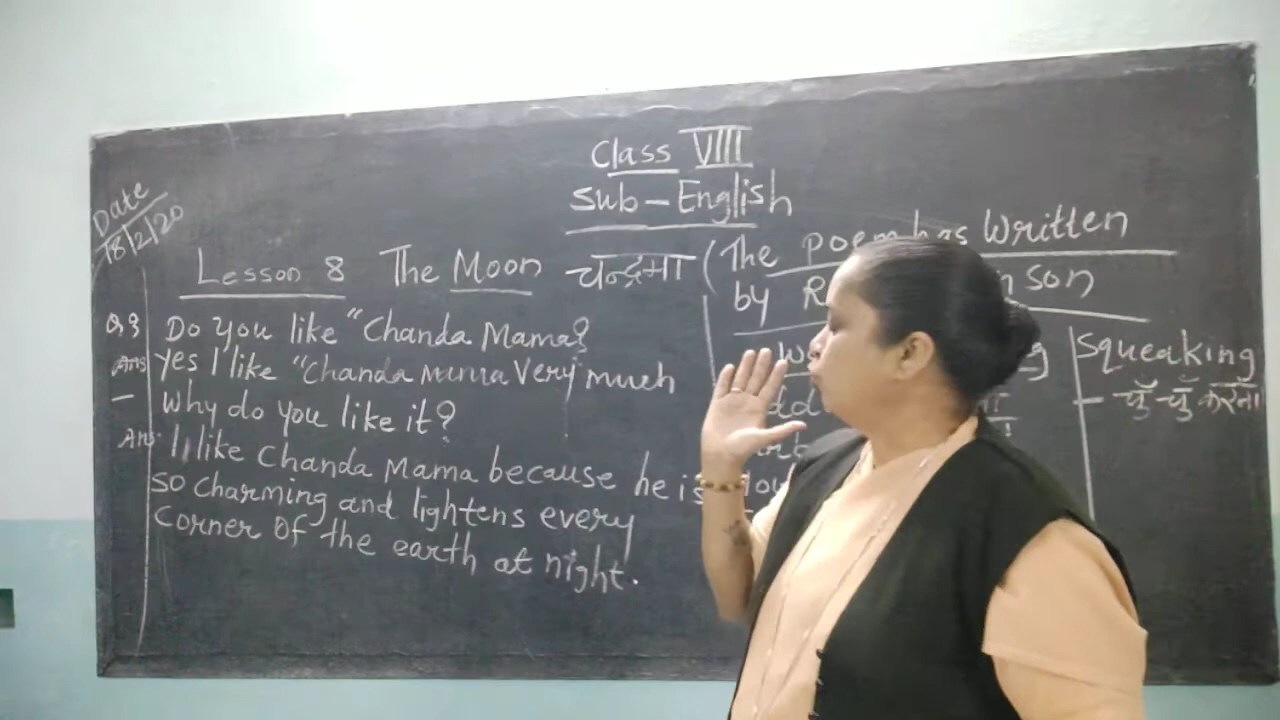 Date
18/2/20
Class VIII
Sub - English
Lesson 8 The Moon चन्द्रमा
(The poem has Written
by R son
Q.1 Do you like "Chanda Mama?
Ans Yes I like "Chanda Mama Very much
- Why do you like it?
Ans. I like Chanda Mama because he is
so charming and lightens every
corner of the earth at night.
Squeaking
- चूँ-चूँ करना